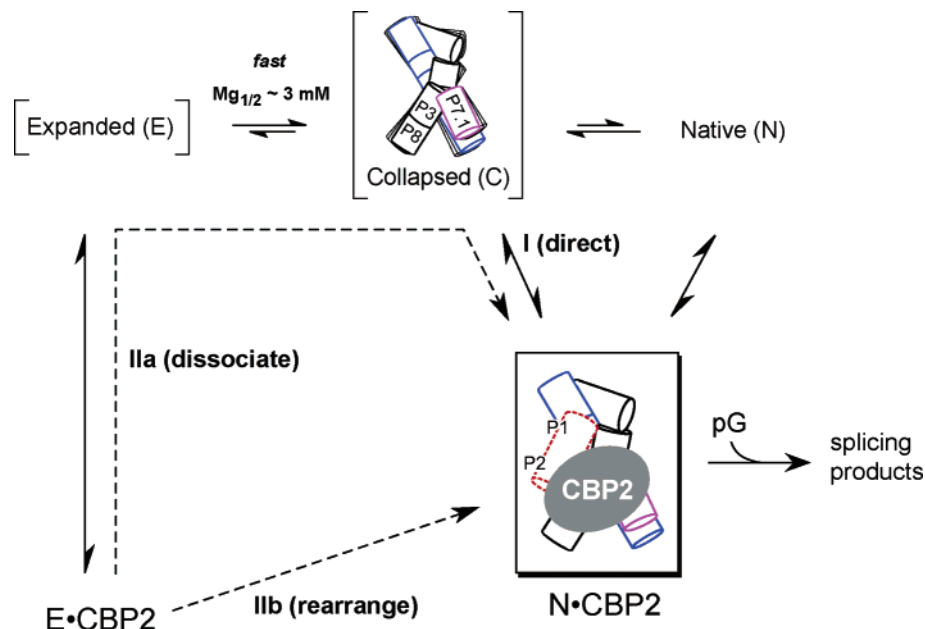 fast
Mg1/2 ~ 3 mM
Expanded (E)
P3
P8
P7.1
Collapsed (C)
Native (N)
I (direct)
IIa (dissociate)
P1
P2
CBP2
pG
splicing
products
IIb (rearrange)
E•CBP2
N•CBP2